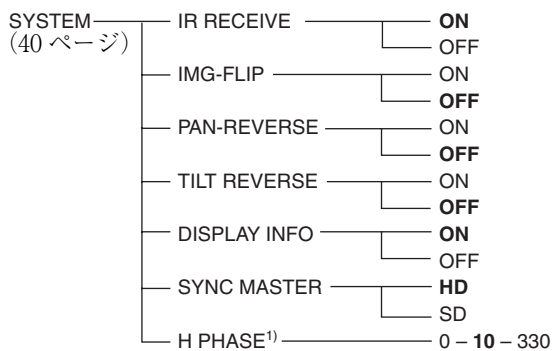 SYSTEM IR RECEIVE ON
(40 ページ) OFF
IMG-FLIP ON
OFF
PAN-REVERSE ON
OFF
TILT REVERSE ON
OFF
DISPLAY INFO ON
OFF
SYNC MASTER HD
SD
H PHASE1) 0 – 10 – 330